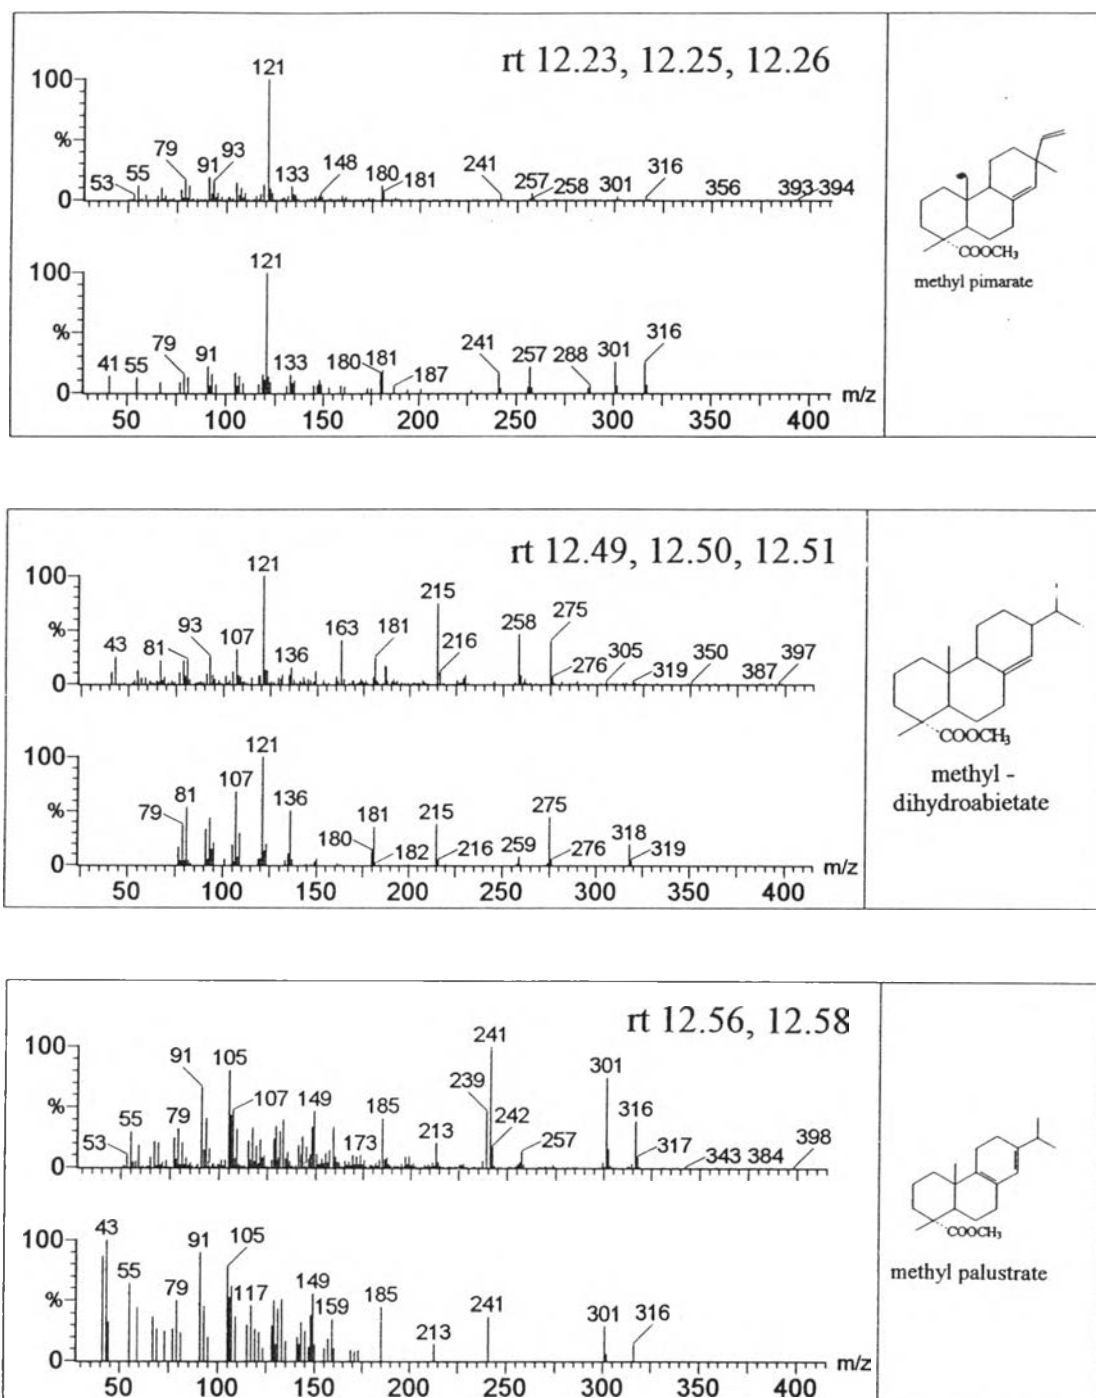 rt 12.23, 12.25, 12.26
100
%
0
53 55 79 91 93 121 133 148 180 181 241 257 258 301 316 356 393 394
100
%
0
41 55 79 91 121 133 180 181 187 241 257 288 301 316
50 100 150 200 250 300 350 400 m/z
COOCH3
methyl pimarate
rt 12.49, 12.50, 12.51
100
%
0
43 81 93 107 121 136 163 181 215 216 258 275 276 305 319 350 387 397
100
%
0
79 81 107 121 136 180 181 182 215 216 259 275 276 318 319
50 100 150 200 250 300 350 400 m/z
COOCH3
methyl -
dihydroabietate
rt 12.56, 12.58
100
%
0
53 55 79 91 105 107 149 173 185 213 239 241 242 257 301 316 317 343 384 398
100
%
0
43 55 79 91 105 117 149 159 185 213 241 301 316
50 100 150 200 250 300 350 400 m/z
COOCH3
methyl palustrate